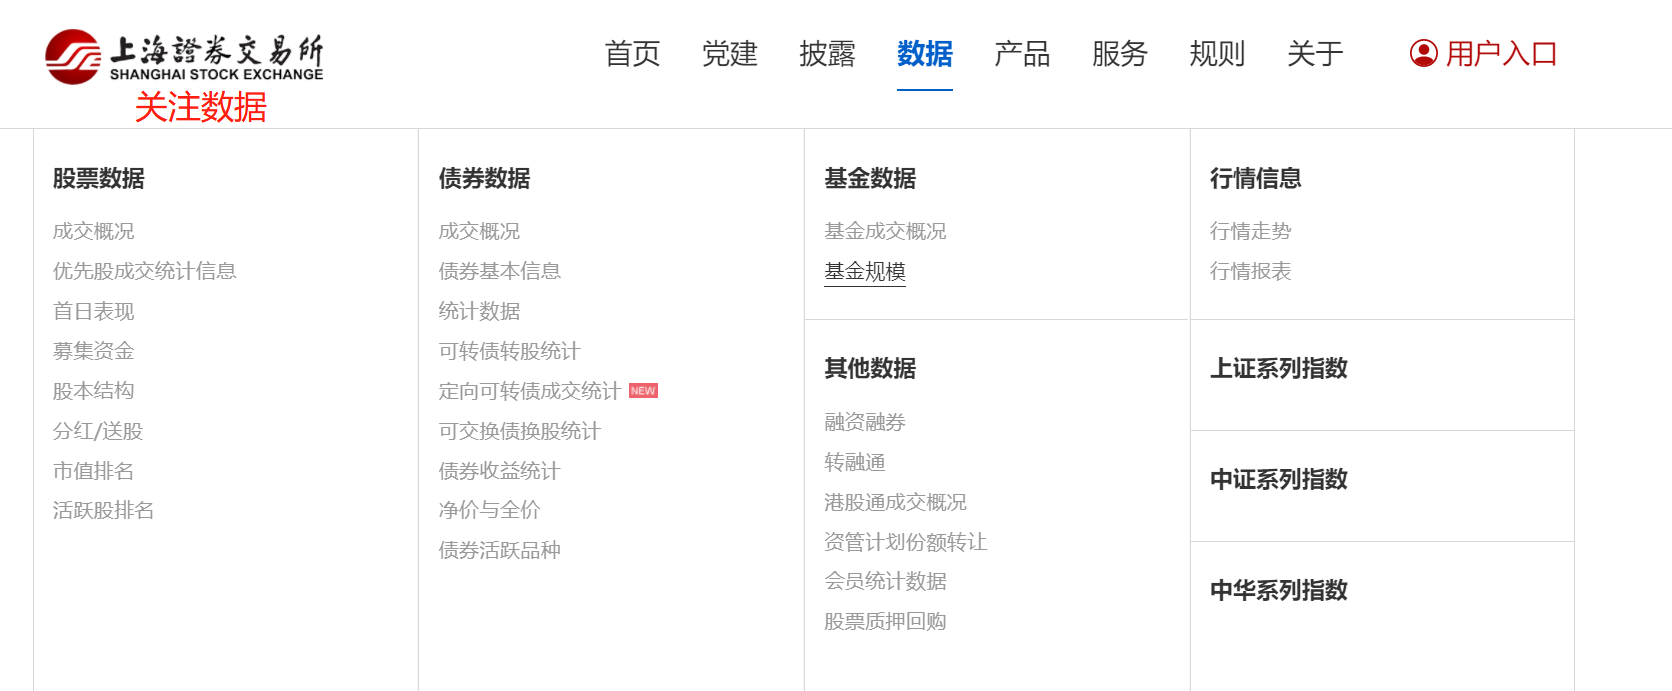 上海證券交易所
SHANGHAI STOCK EXCHANGE
关注数据
首页 党建 披露 数据 产品 服务 规则 关于 用户入口
股票数据
成交概况
优先股成交统计信息
首日表现
募集资金
股本结构
分红/送股
市值排名
活跃股排名
债券数据
成交概况
债券基本信息
统计数据
可转债转股统计
定向可转债成交统计 NEW
可交换债换股统计
债券收益统计
净价与全价
债券活跃品种
基金数据
基金成交概况
基金规模
其他数据
融资融券
转融通
港股通成交概况
资管计划份额转让
会员统计数据
股票质押回购
行情信息
行情走势
行情报表
上证系列指数
中证系列指数
中华系列指数